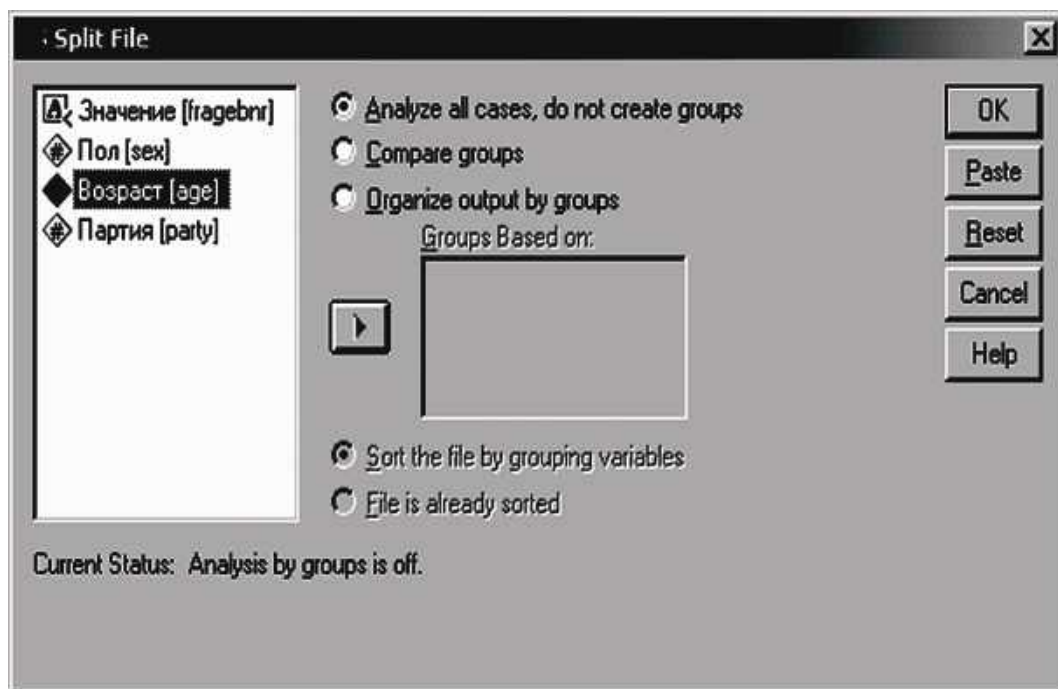 Split File
Значение [fragebnr]
Пол [sex]
Возраст [age]
Партия [party]
Analyze all cases, do not create groups
Compare groups
Organize output by groups
Groups Based on:
Sort the file by grouping variables
File is already sorted
OK
Paste
Reset
Cancel
Help
Current Status: Analysis by groups is off.